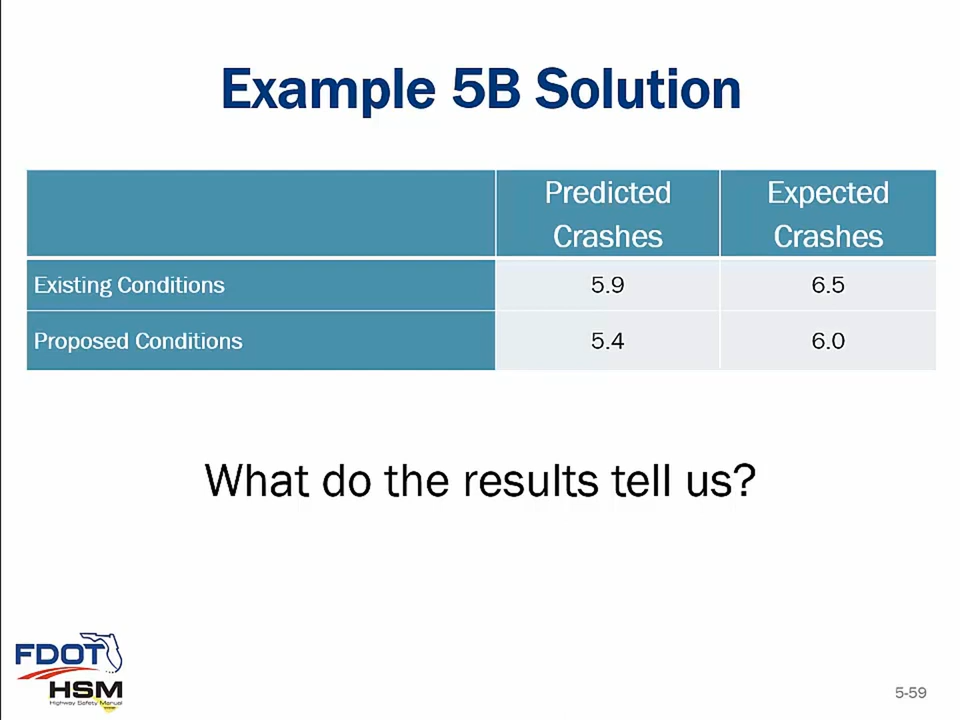 Example 5B Solution
Predicted Crashes
Expected Crashes
Existing Conditions
5.9
6.5
Proposed Conditions
5.4
6.0
What do the results tell us?
FDOT
HSM
Highway Safety Manual
5-59